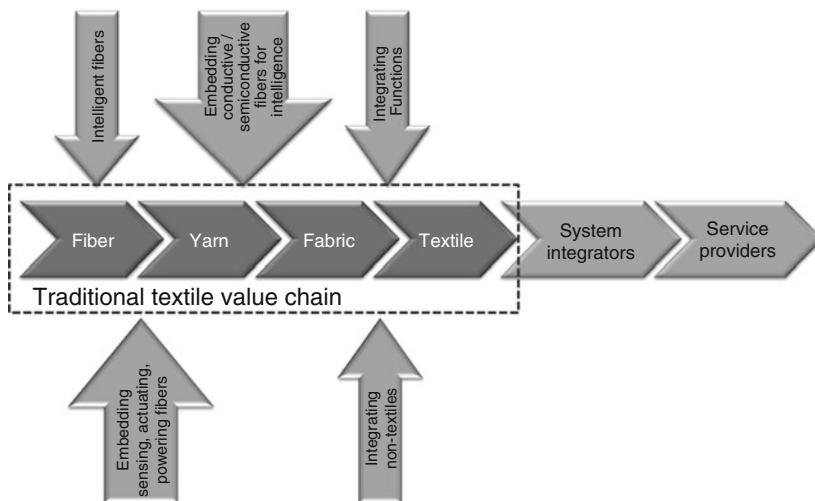 Intelligent fibers
Embedding
conductive /
semiconductive
fibers for
intelligence
Integrating
Functions
Fiber
Yarn
Fabric
Textile
System
integrators
Service
providers
Traditional textile value chain
Embedding
sensing, actuating,
powering fibers
Integrating
non-textiles